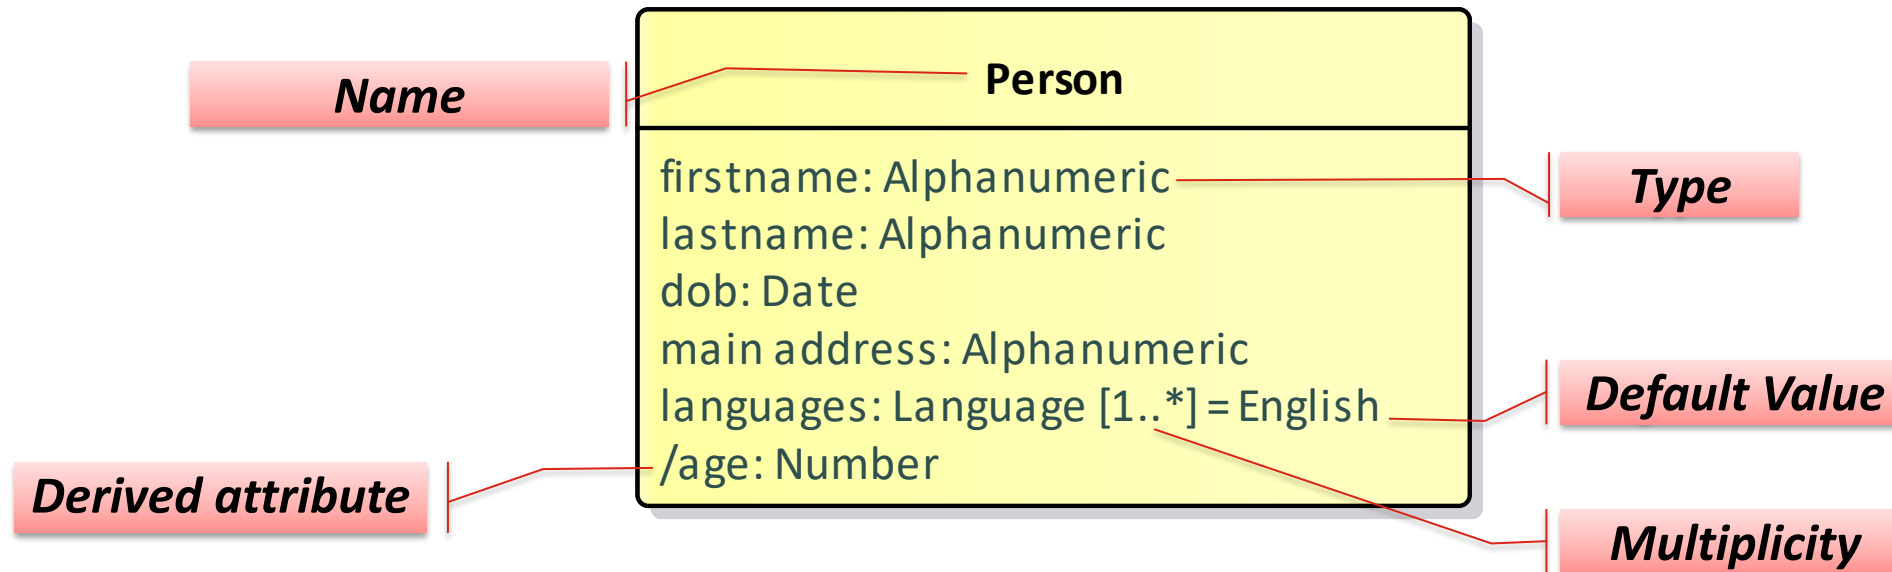 Person
Name
firstname: Alphanumeric
Type
lastname: Alphanumeric
dob: Date
main address: Alphanumeric
languages: Language [1..*] = English
Default Value
/age: Number
Derived attribute
Multiplicity